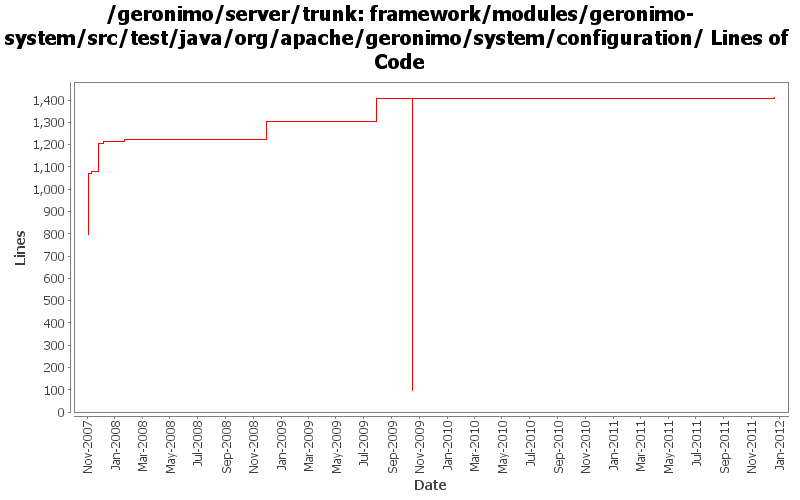 /geronimo/server/trunk: framework/modules/geronimo-
system/src/test/java/org/apache/geronimo/system/configuration/ Lines of
Code
Lines
1,400
1,300
1,200
1,100
1,000
900
800
700
600
500
400
300
200
100
0
Nov-2007
Jan-2008
Mar-2008
May-2008
Jul-2008
Sep-2008
Nov-2008
Jan-2009
Mar-2009
May-2009
Jul-2009
Sep-2009
Nov-2009
Jan-2010
Mar-2010
May-2010
Jul-2010
Sep-2010
Nov-2010
Jan-2011
Mar-2011
May-2011
Jul-2011
Sep-2011
Nov-2011
Jan-2012
Date